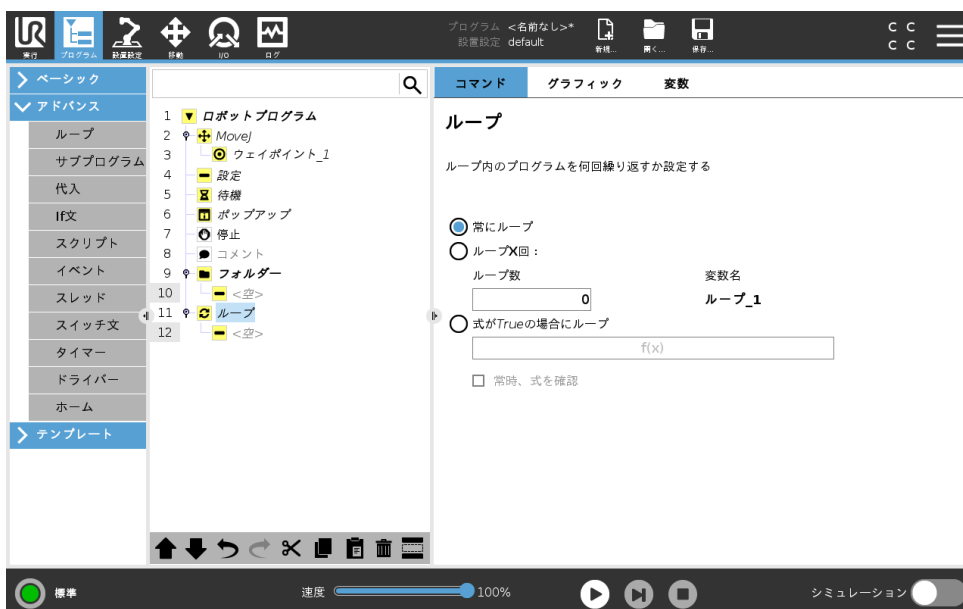 UR
実行 プログラム 設置設定 移動 I/O ログ
プログラム <名前なし>*
設置設定 default
新規... 開く... 保存...
C C
C C
ベーシック
アドバンス
ループ
サブプログラム
代入
If文
スクリプト
イベント
スレッド
スイッチ文
タイマー
ドライバー
ホーム
テンプレート
1 ロボットプログラム
2 MoveJ
3 ウェイポイント_1
4 設定
5 待機
6 ポップアップ
7 停止
8 コメント
9 フォルダー
10 <空>
11 ループ
12 <空>
コマンド グラフィック 変数
ループ
ループ内のプログラムを何回繰り返すか設定する
常にループ
ループX回：
ループ数 変数名
0 ループ_1
式がTrueの場合にループ
f(x)
常時、式を確認
標準
速度 100%
シミュレーション